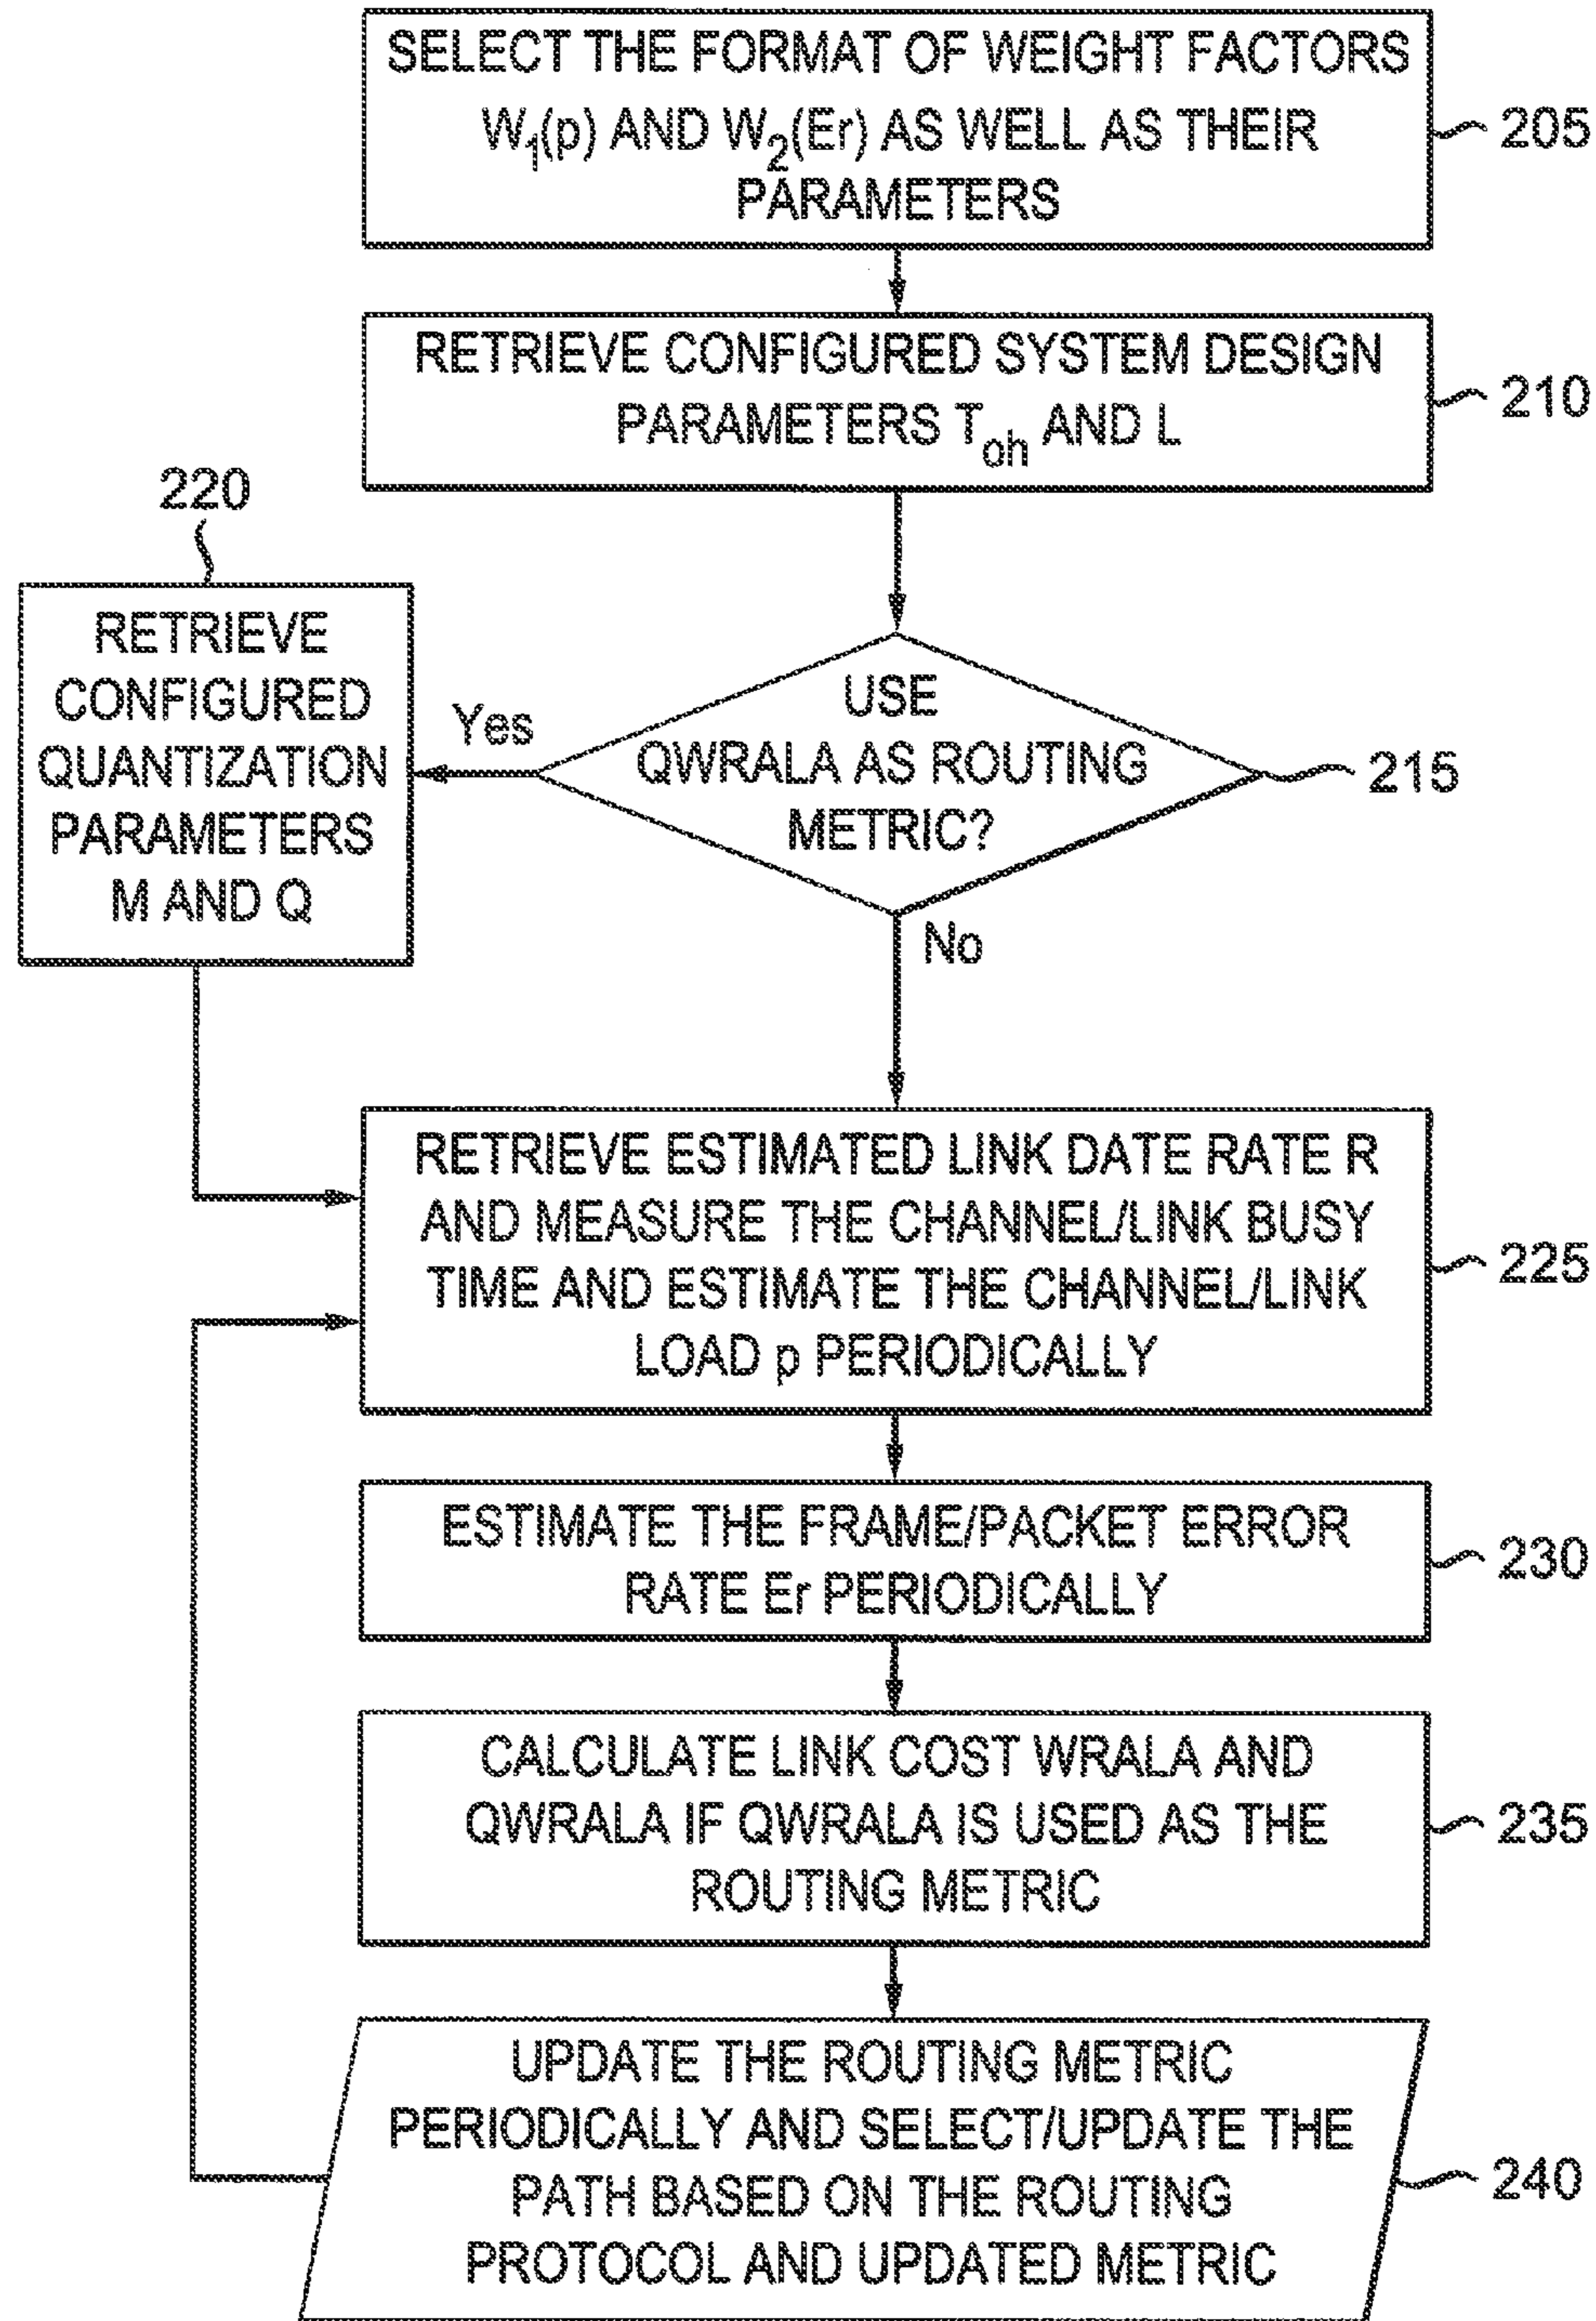 SELECT THE FORMAT OF WEIGHT FACTORS
W1(p) AND W2(Er) AS WELL AS THEIR
PARAMETERS
205
RETRIEVE CONFIGURED SYSTEM DESIGN
PARAMETERS Toh AND L
210
220
RETRIEVE
CONFIGURED
QUANTIZATION
PARAMETERS
M AND Q
Yes
USE
QWRALA AS ROUTING
METRIC?
215
No
RETRIEVE ESTIMATED LINK DATE RATE R
AND MEASURE THE CHANNEL/LINK BUSY
TIME AND ESTIMATE THE CHANNEL/LINK
LOAD p PERIODICALLY
225
ESTIMATE THE FRAME/PACKET ERROR
RATE Er PERIODICALLY
230
CALCULATE LINK COST WRALA AND
QWRALA IF QWRALA IS USED AS THE
ROUTING METRIC
235
UPDATE THE ROUTING METRIC
PERIODICALLY AND SELECT/UPDATE THE
PATH BASED ON THE ROUTING
PROTOCOL AND UPDATED METRIC
240